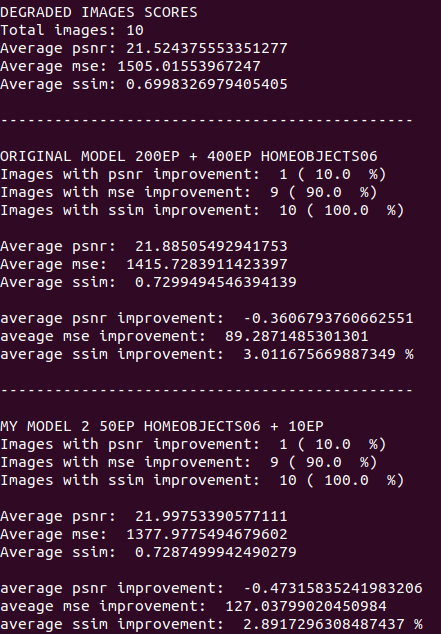 DEGRADED IMAGES SCORES
Total images: 10
Average psnr: 21.524375553351277
Average mse: 1505.01553967247
Average ssim: 0.6998326979405405
----------------------------------------------
ORIGINAL MODEL 200EP + 400EP HOMEOBJECTS06
Images with psnr improvement:  1 ( 10.0  %)
Images with mse improvement:  9 ( 90.0  %)
Images with ssim improvement:  10 ( 100.0  %)
Average psnr:  21.88505492941753
Average mse:  1415.7283911423397
Average ssim:  0.7299494546394139
average psnr improvement:  -0.3606793760662551
aveage mse improvement:  89.2871485301301
average ssim improvement:  3.011675669887349 %
----------------------------------------------
MY MODEL 2 50EP HOMEOBJECTS06 + 10EP
Images with psnr improvement:  1 ( 10.0  %)
Images with mse improvement:  9 ( 90.0  %)
Images with ssim improvement:  10 ( 100.0  %)
Average psnr:  21.99753390577111
Average mse:  1377.9775494679602
Average ssim:  0.7287499942490279
average psnr improvement:  -0.47315835241983206
aveage mse improvement:  127.03799020450984
average ssim improvement:  2.8917296308487437 %